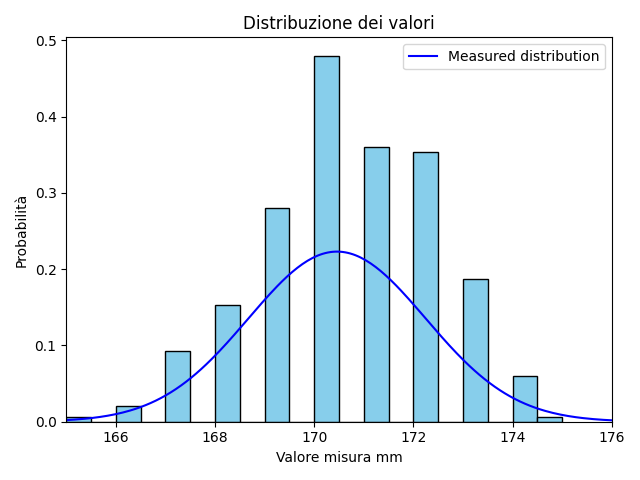 Distribuzione dei valori
Measured distribution
Probabilità
0.5
0.4
0.3
0.2
0.1
0.0
166 168 170 172 174 176
Valore misura mm